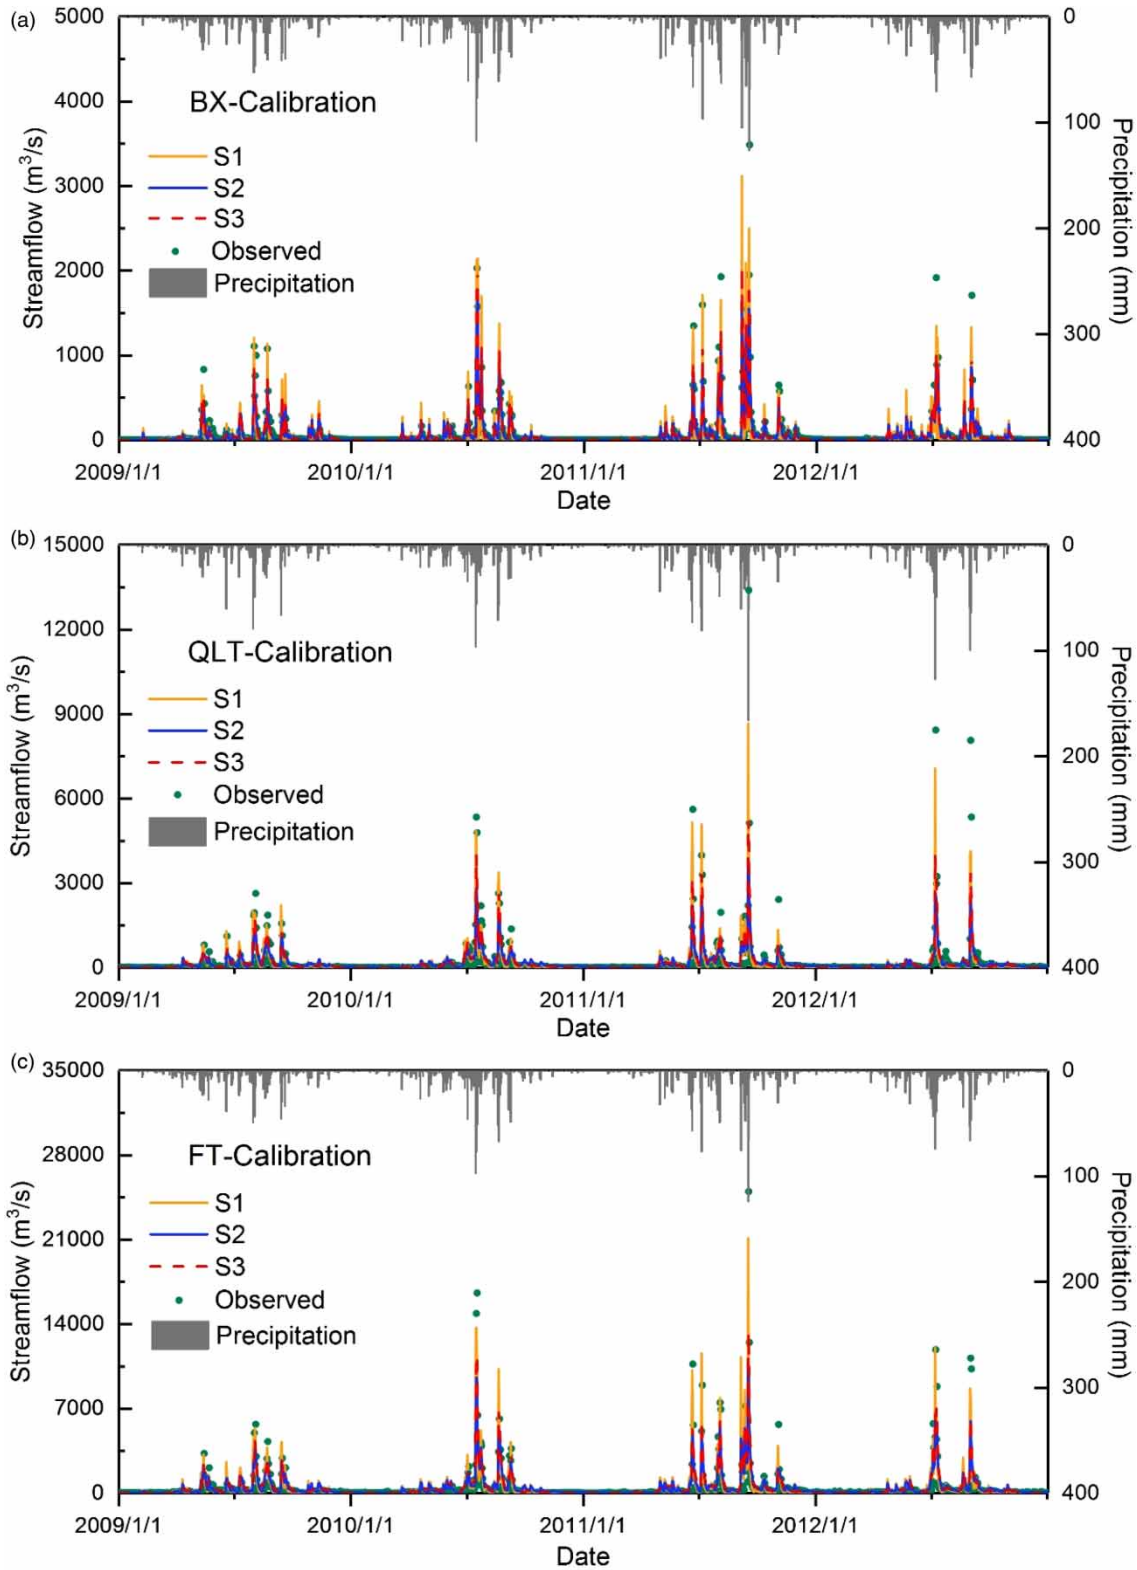 (a)
5000
4000
3000
2000
1000
0
Streamflow (m³/s)
BX-Calibration
S1
S2
S3
Observed
Precipitation
0
100
200
300
400
Precipitation (mm)
2009/1/1
2010/1/1
2011/1/1
2012/1/1
Date
(b)
15000
12000
9000
6000
3000
0
Streamflow (m³/s)
QLT-Calibration
S1
S2
S3
Observed
Precipitation
0
100
200
300
400
Precipitation (mm)
2009/1/1
2010/1/1
2011/1/1
2012/1/1
Date
(c)
35000
28000
21000
14000
7000
0
Streamflow (m³/s)
FT-Calibration
S1
S2
S3
Observed
Precipitation
0
100
200
300
400
Precipitation (mm)
2009/1/1
2010/1/1
2011/1/1
2012/1/1
Date